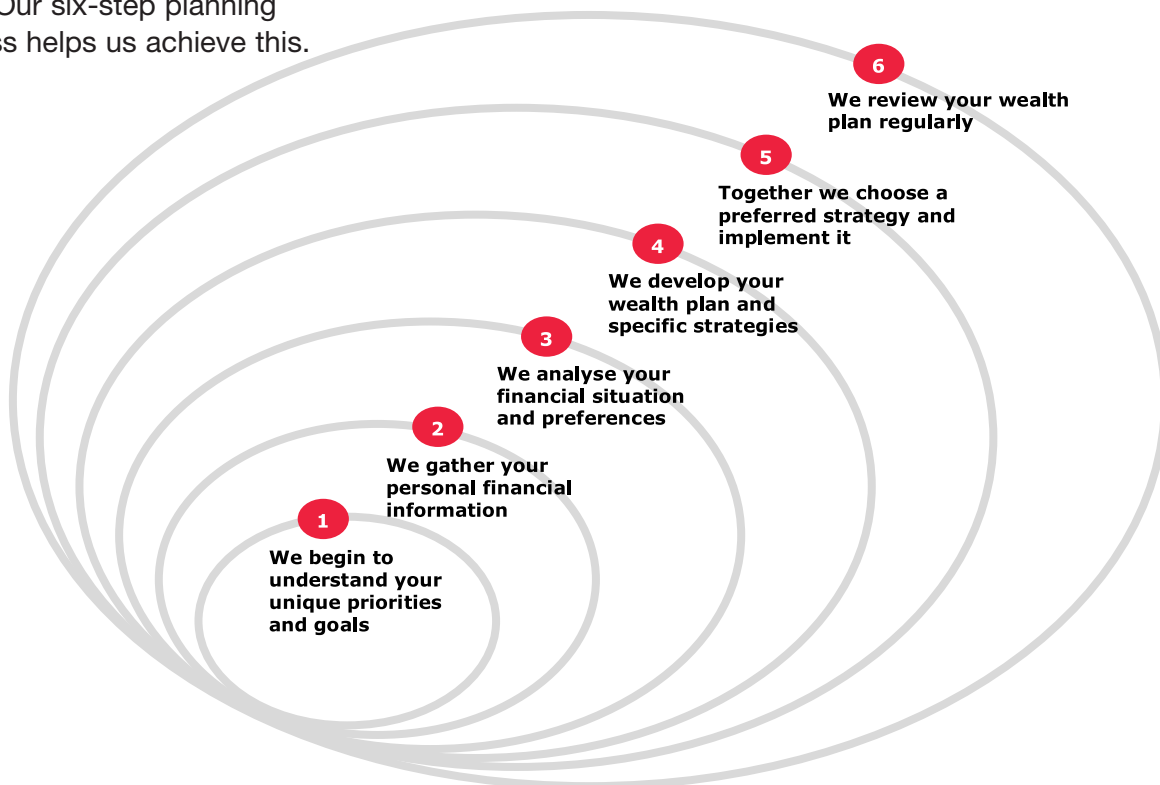 Our six-step planning
helps us achieve this.
6
We review your wealth
plan regularly
5
Together we choose a
preferred strategy and
implement it
4
We develop your
wealth plan and
specific strategies
3
We analyse your
financial situation
and preferences
2
We gather your
personal financial
information
1
We begin to
understand your
unique priorities
and goals